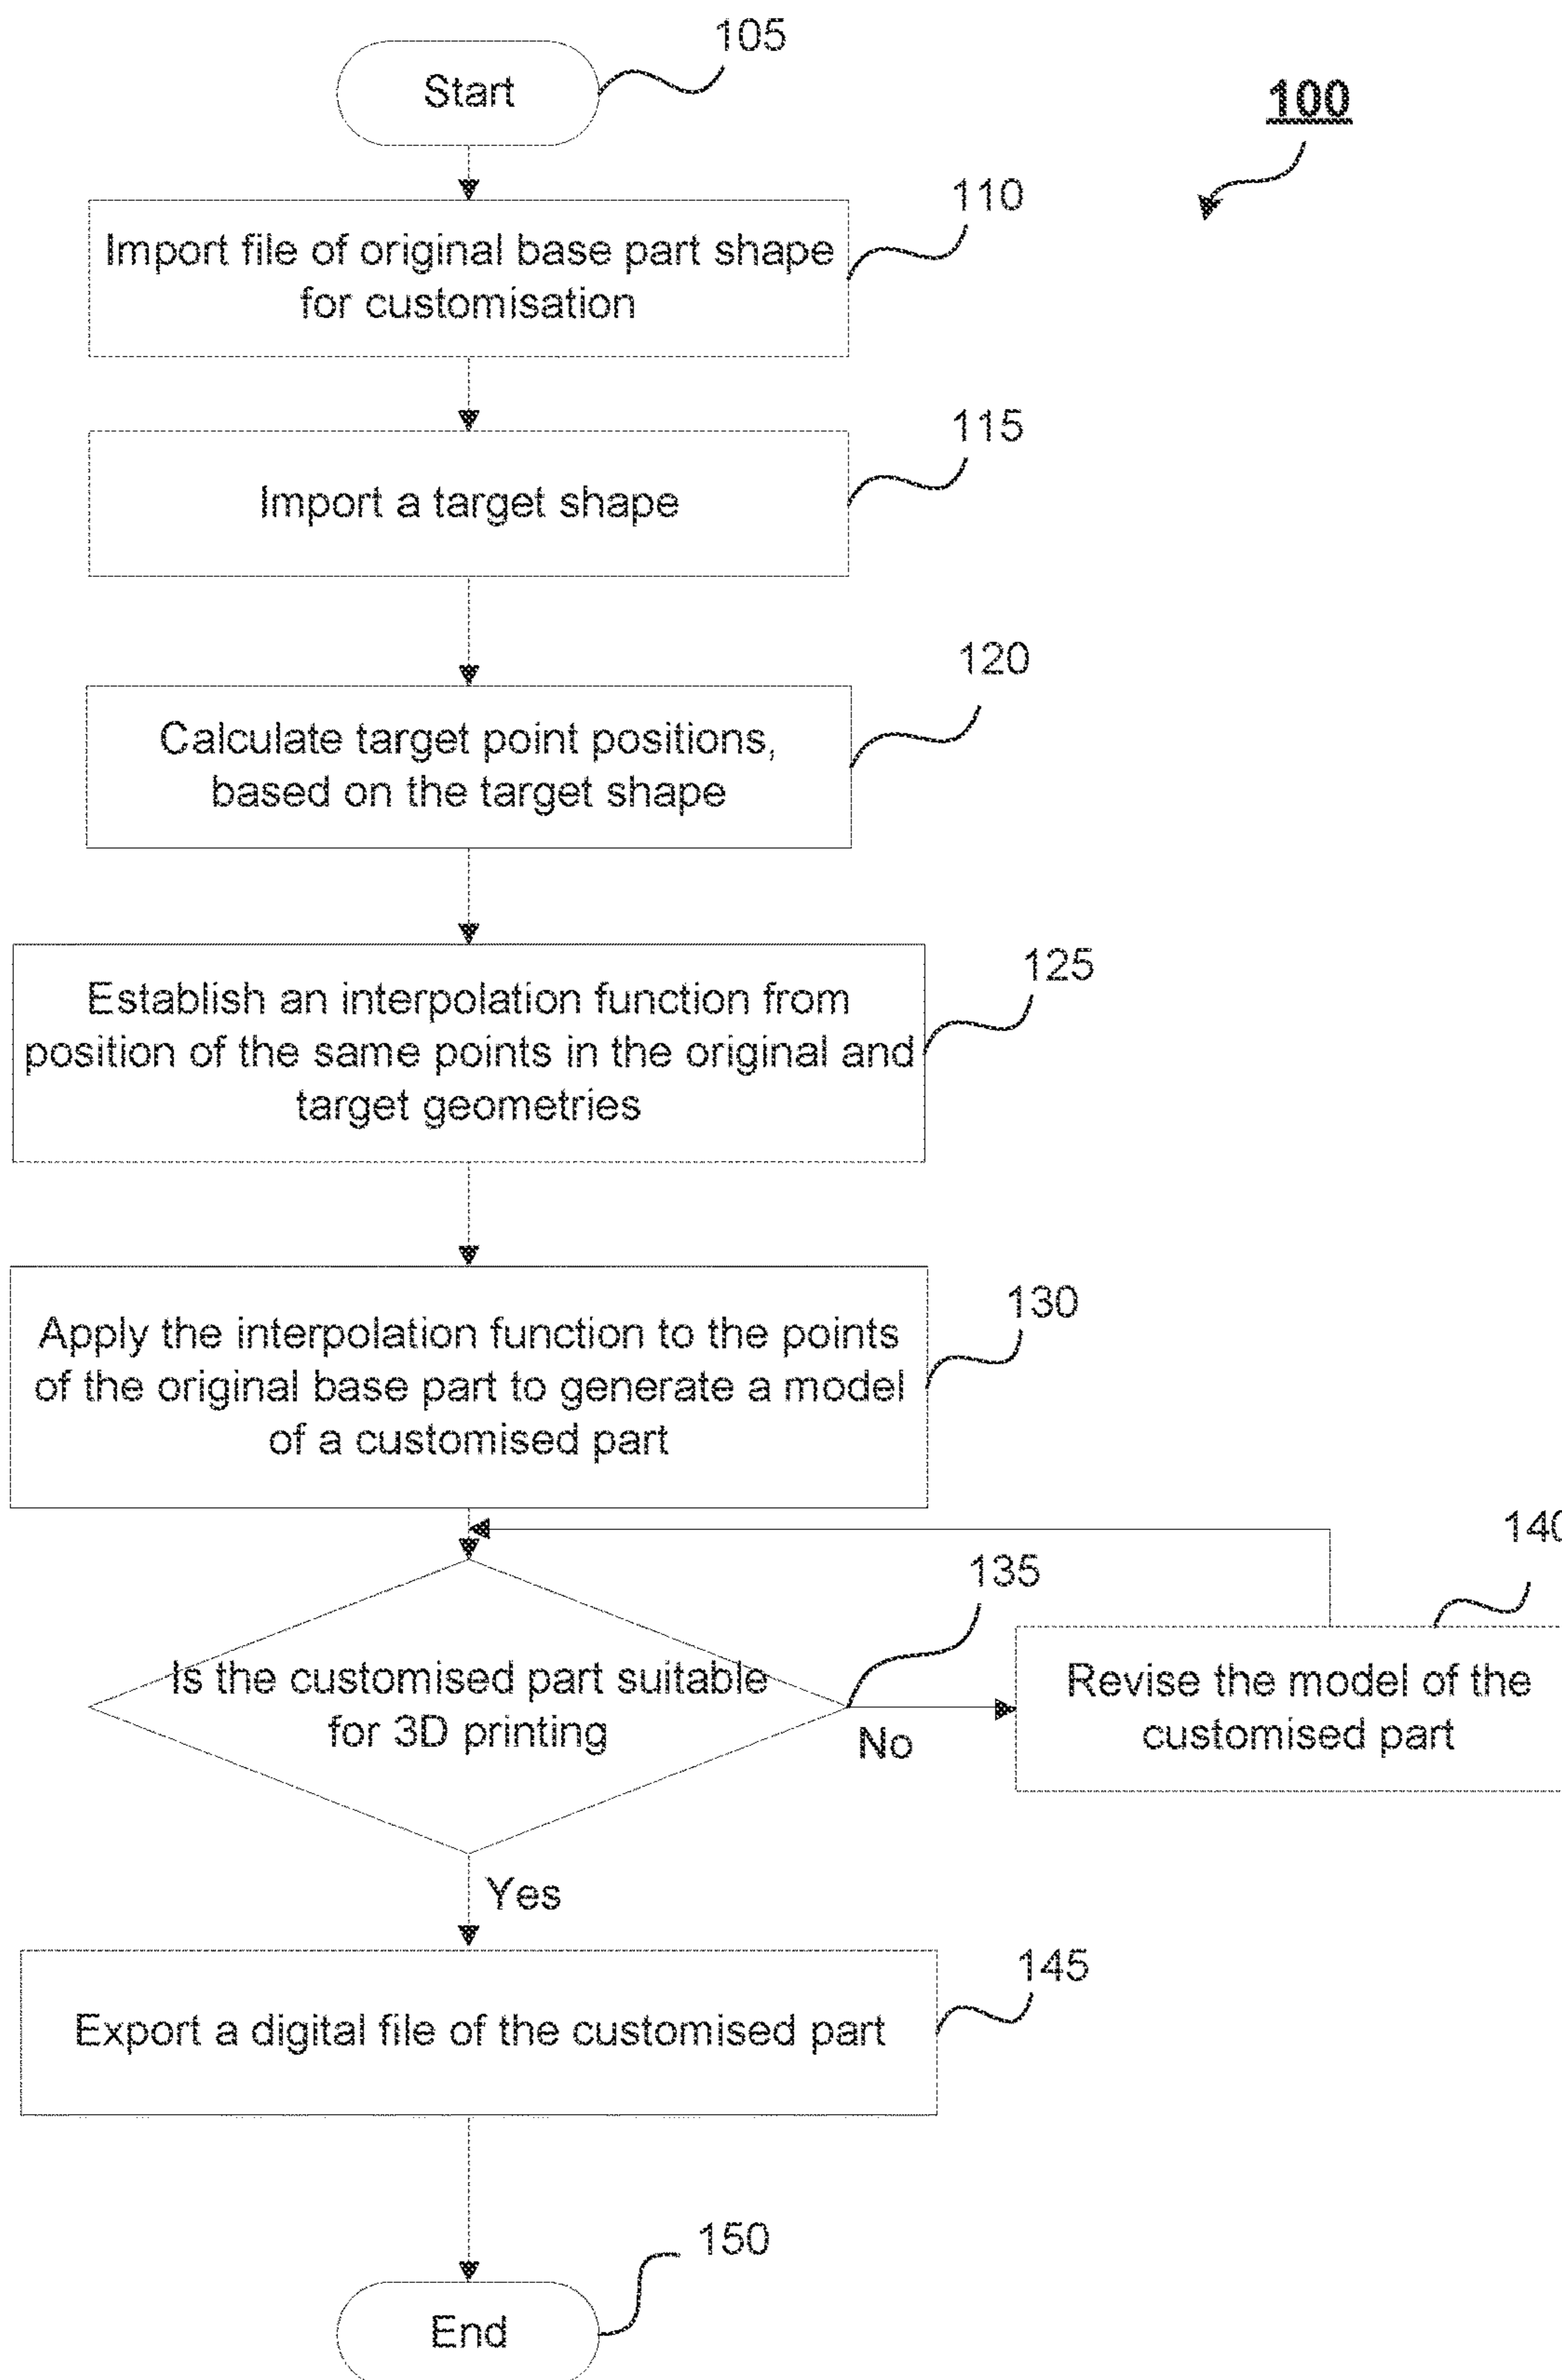 105
Start
100
110
Import file of original base part shape
for customisation
115
Import a target shape
120
Calculate target point positions,
based on the target shape
125
Establish an interpolation function from
position of the same points in the original and
target geometries
130
Apply the interpolation function to the points
of the original base part to generate a model
of a customised part
140
135
Is the customised part suitable
for 3D printing
No
Revise the model of the
customised part
Yes
145
Export a digital file of the customised part
150
End